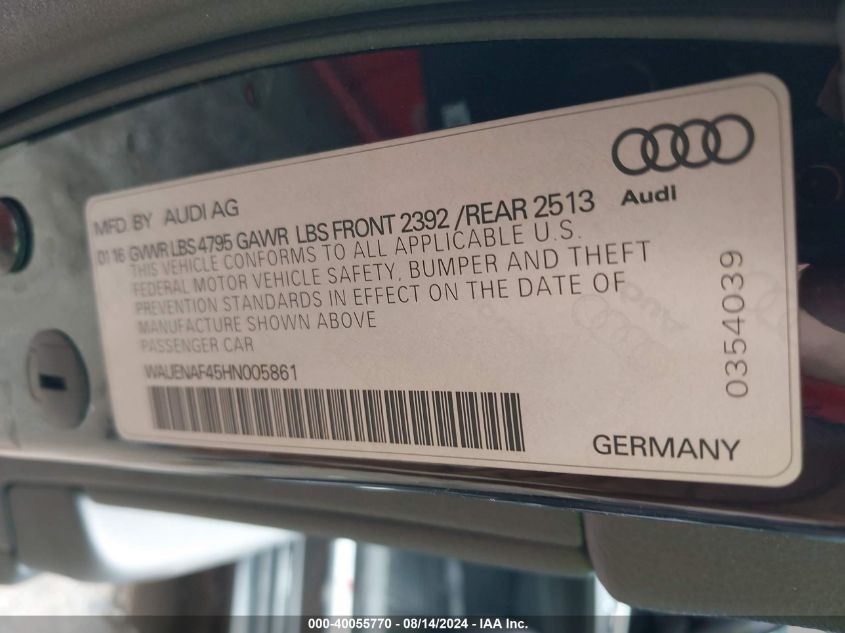 Audi
MFD. BY AUDI AG
01 16 GVWR LBS 4795 GAWR LBS FRONT 2392 /REAR 2513
THIS VEHICLE CONFORMS TO ALL APPLICABLE U.S.
FEDERAL MOTOR VEHICLE SAFETY, BUMPER AND THEFT
PREVENTION STANDARDS IN EFFECT ON THE DATE OF
MANUFACTURE SHOWN ABOVE
PASSENGER CAR
WAUENAF45HN005861
0354039
GERMANY
000-40055770 - 08/14/2024 - IAA Inc.